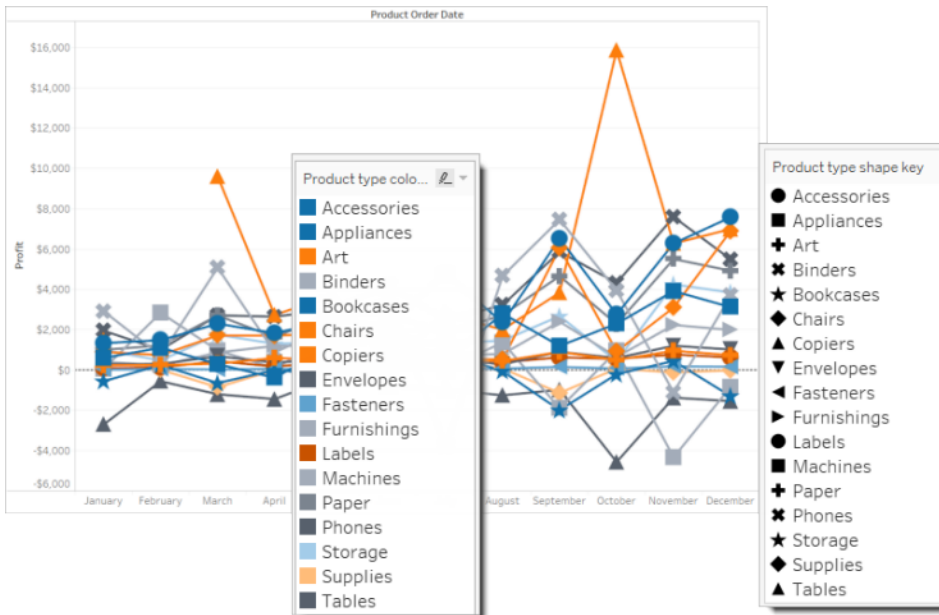 Product Order Date
$16,000
$14,000
$12,000
$10,000
$8,000
$6,000
$4,000
$2,000
$0
-$2,000
-$4,000
-$6,000
Profit
January February March April August September October November December
Product type colo...
Accessories
Appliances
Art
Binders
Bookcases
Chairs
Copiers
Envelopes
Fasteners
Furnishings
Labels
Machines
Paper
Phones
Storage
Supplies
Tables
Product type shape key
Accessories
Appliances
Art
Binders
Bookcases
Chairs
Copiers
Envelopes
Fasteners
Furnishings
Labels
Machines
Paper
Phones
Storage
Supplies
Tables